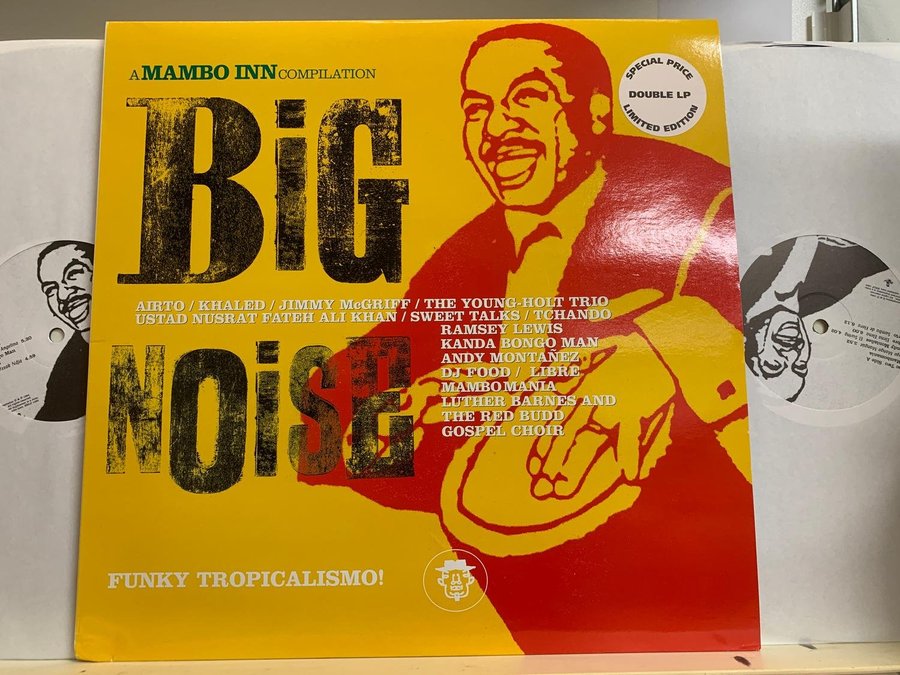 A MAMBO INN COMPILATION
BiG
NOiSE
SPECIAL PRICE
DOUBLE LP
LIMITED EDITION
AIRTO / KHALED / JIMMY McGRIFF / THE YOUNG-HOLT TRIO
USTAD NUSRAT FATEH ALI KHAN / SWEET TALKS / TCHANDO
RAMSEY LEWIS
KANDA BONGO MAN
ANDY MONTAÑEZ
DJ FOOD / LIBRE
MAMBOMANIA
LUTHER BARNES AND
THE RED BUDD
GOSPEL CHOIR
FUNKY TROPICALISMO!